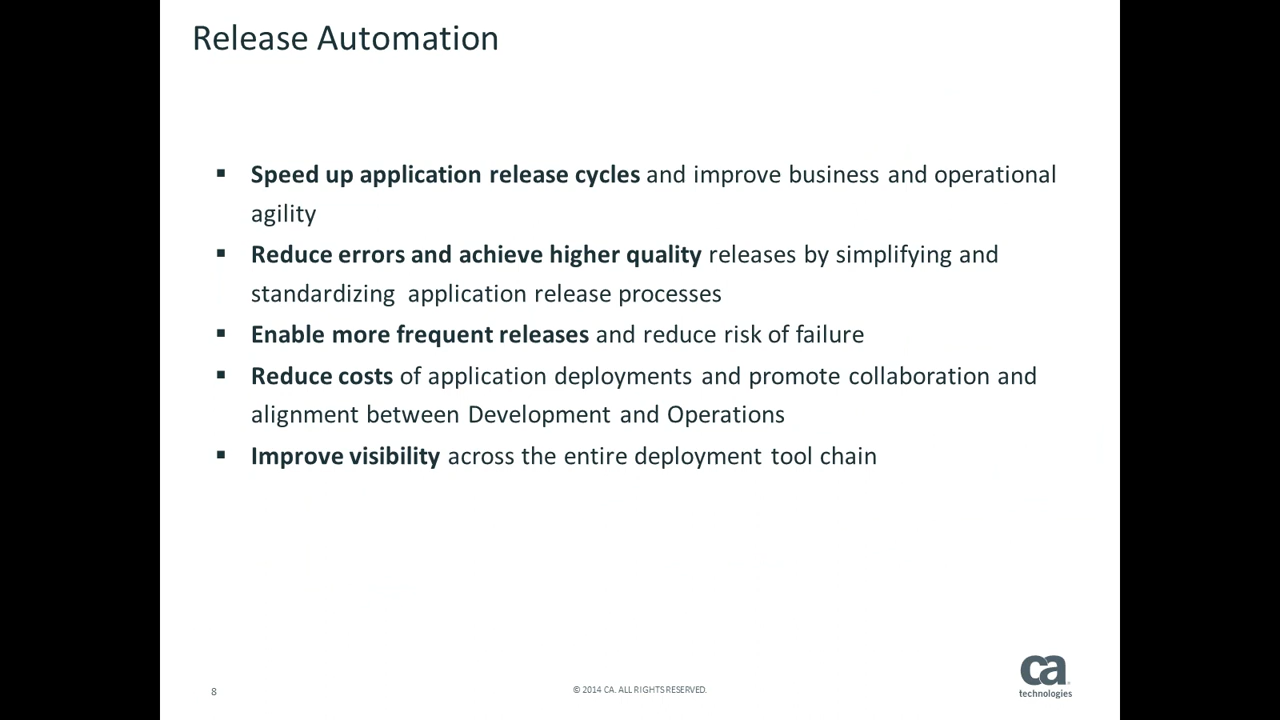 Release Automation
▪ Speed up application release cycles and improve business and operational
agility
▪ Reduce errors and achieve higher quality releases by simplifying and
standardizing  application release processes
▪ Enable more frequent releases and reduce risk of failure
▪ Reduce costs of application deployments and promote collaboration and
alignment between Development and Operations
▪ Improve visibility across the entire deployment tool chain
8
© 2014 CA. ALL RIGHTS RESERVED.
ca
technologies